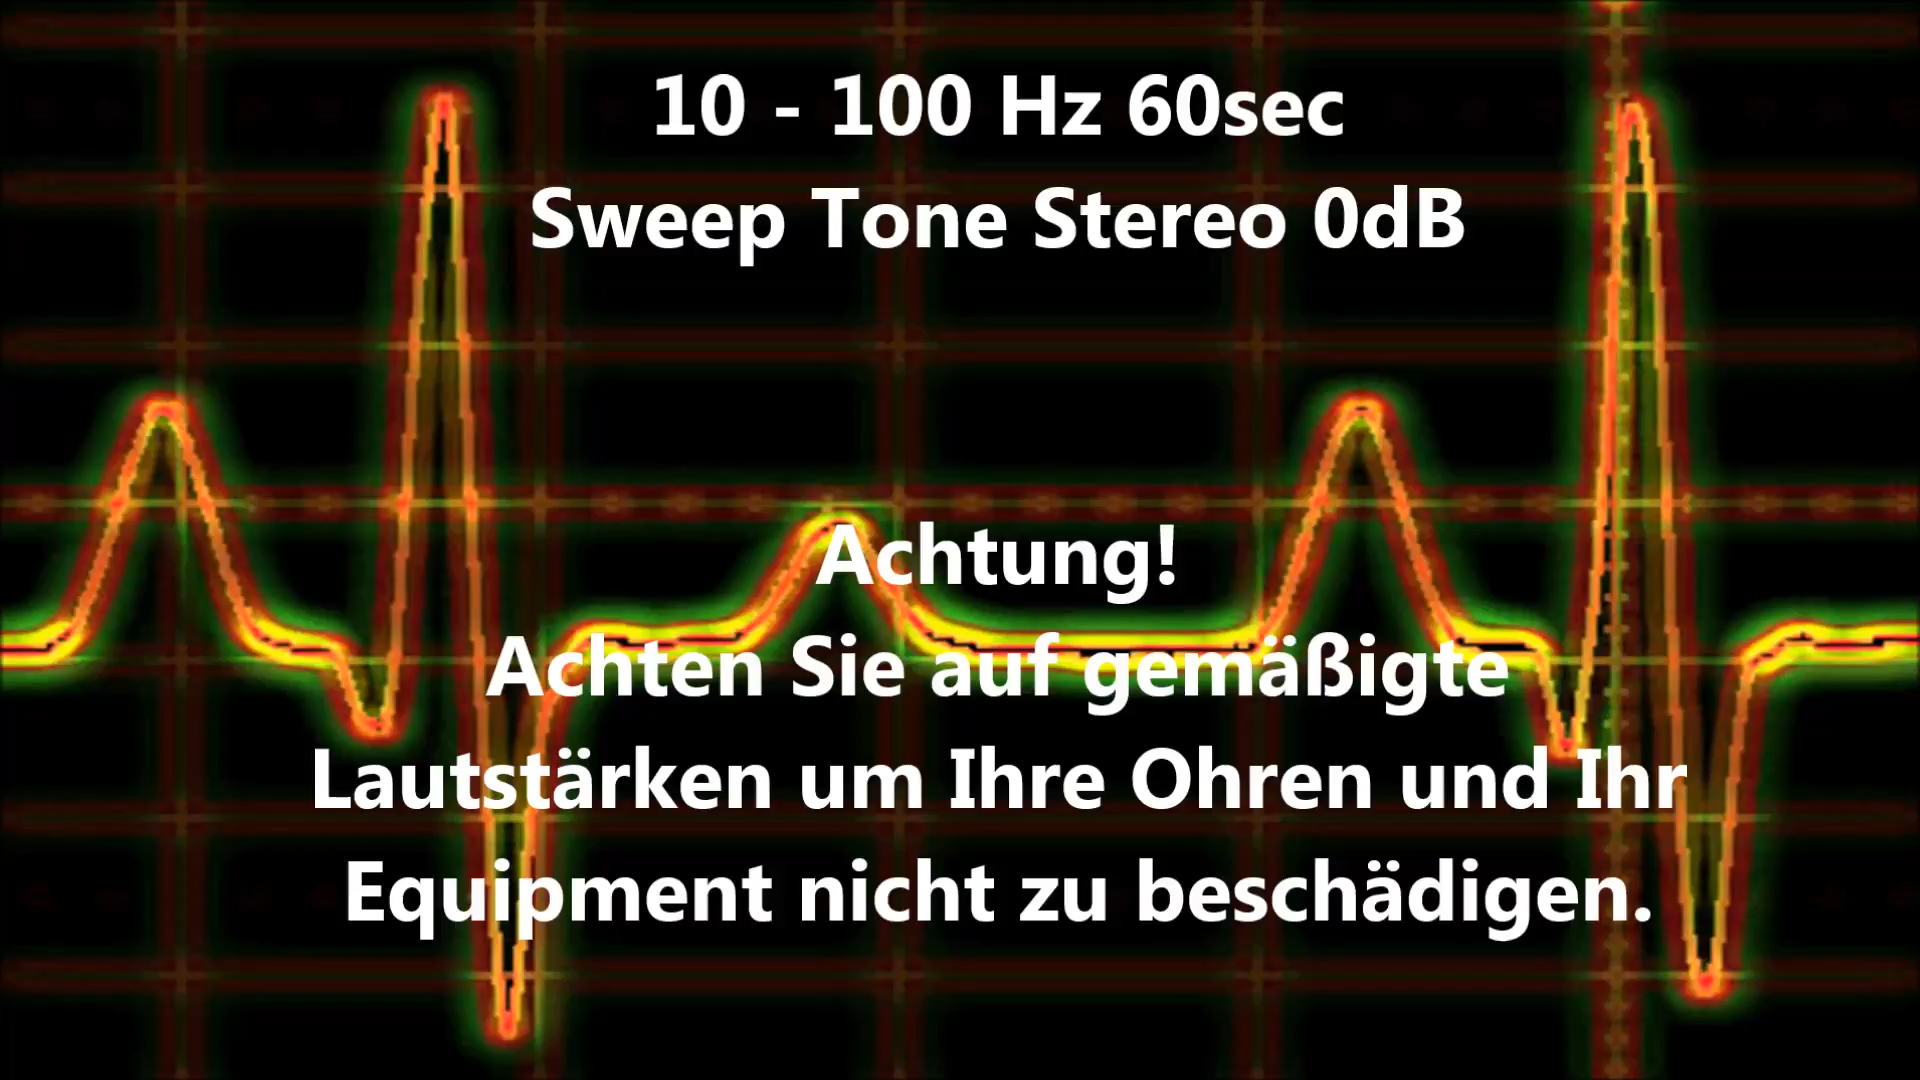 10 - 100 Hz 60sec
Sweep Tone Stereo 0dB
Achtung!
Achten Sie auf gemäßigte
Lautstärken um Ihre Ohren und Ihr
Equipment nicht zu beschädigen.